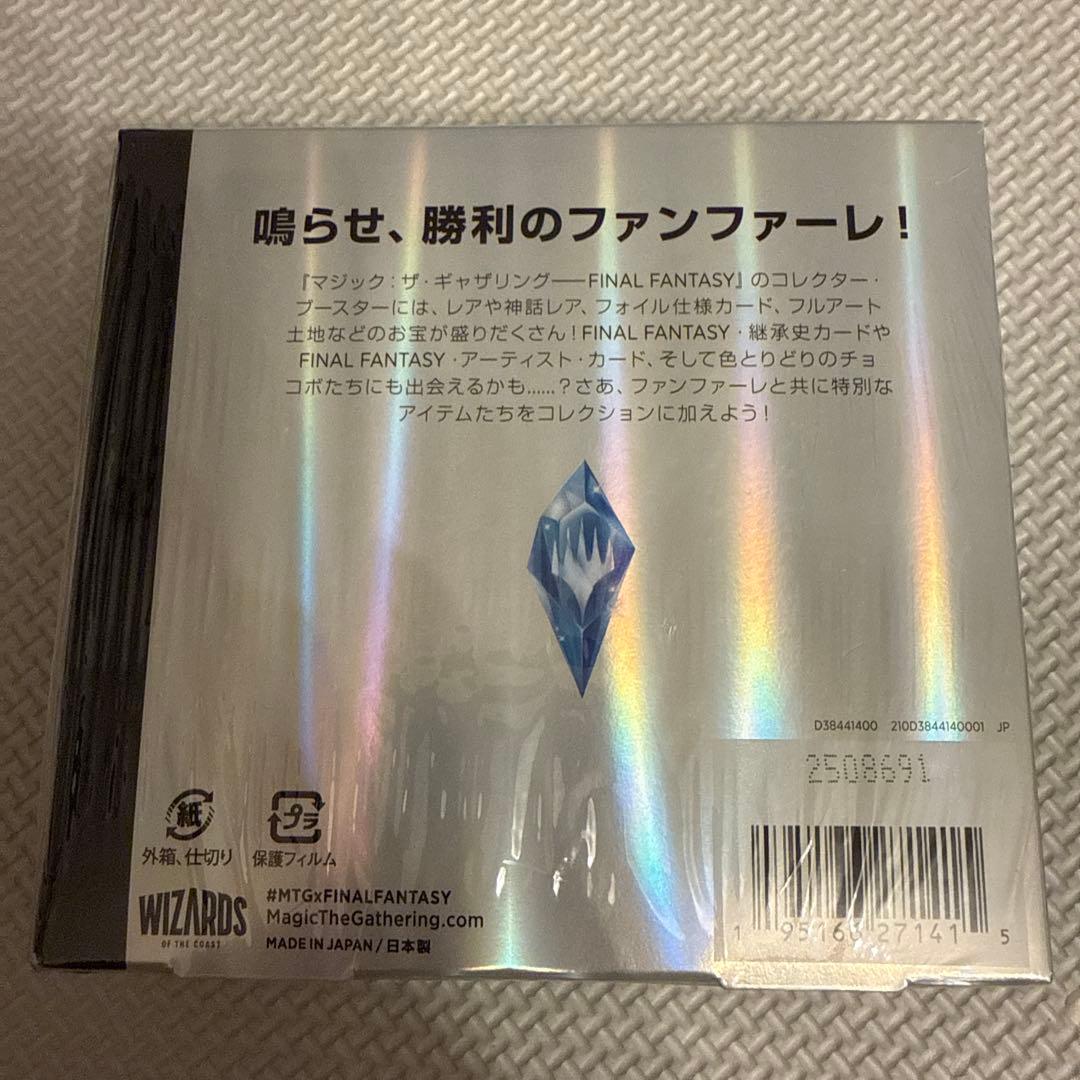 鳴らせ、勝利のファンファーレ！
『マジック：ザ・ギャザリング――FINAL FANTASY』のコレクター・
ブースターには、レアや神話レア、フォイル仕様カード、フルアート
土地などのお宝が盛りだくさん！FINAL FANTASY・継承史カードや
FINAL FANTASY・アーティスト・カード、そして色とりどりのチョ
コボたちにも出会えるかも……？さあ、ファンファーレと共に特別な
アイテムたちをコレクションに加えよう！
D38441400 210D3844140001 JP
2508691
紙
外箱、仕切り
プラ
保護フィルム
WIZARDS
OF THE COAST
#MTGxFINALFANTASY
MagicTheGathering.com
MADE IN JAPAN / 日本製
1 95166 27141 5